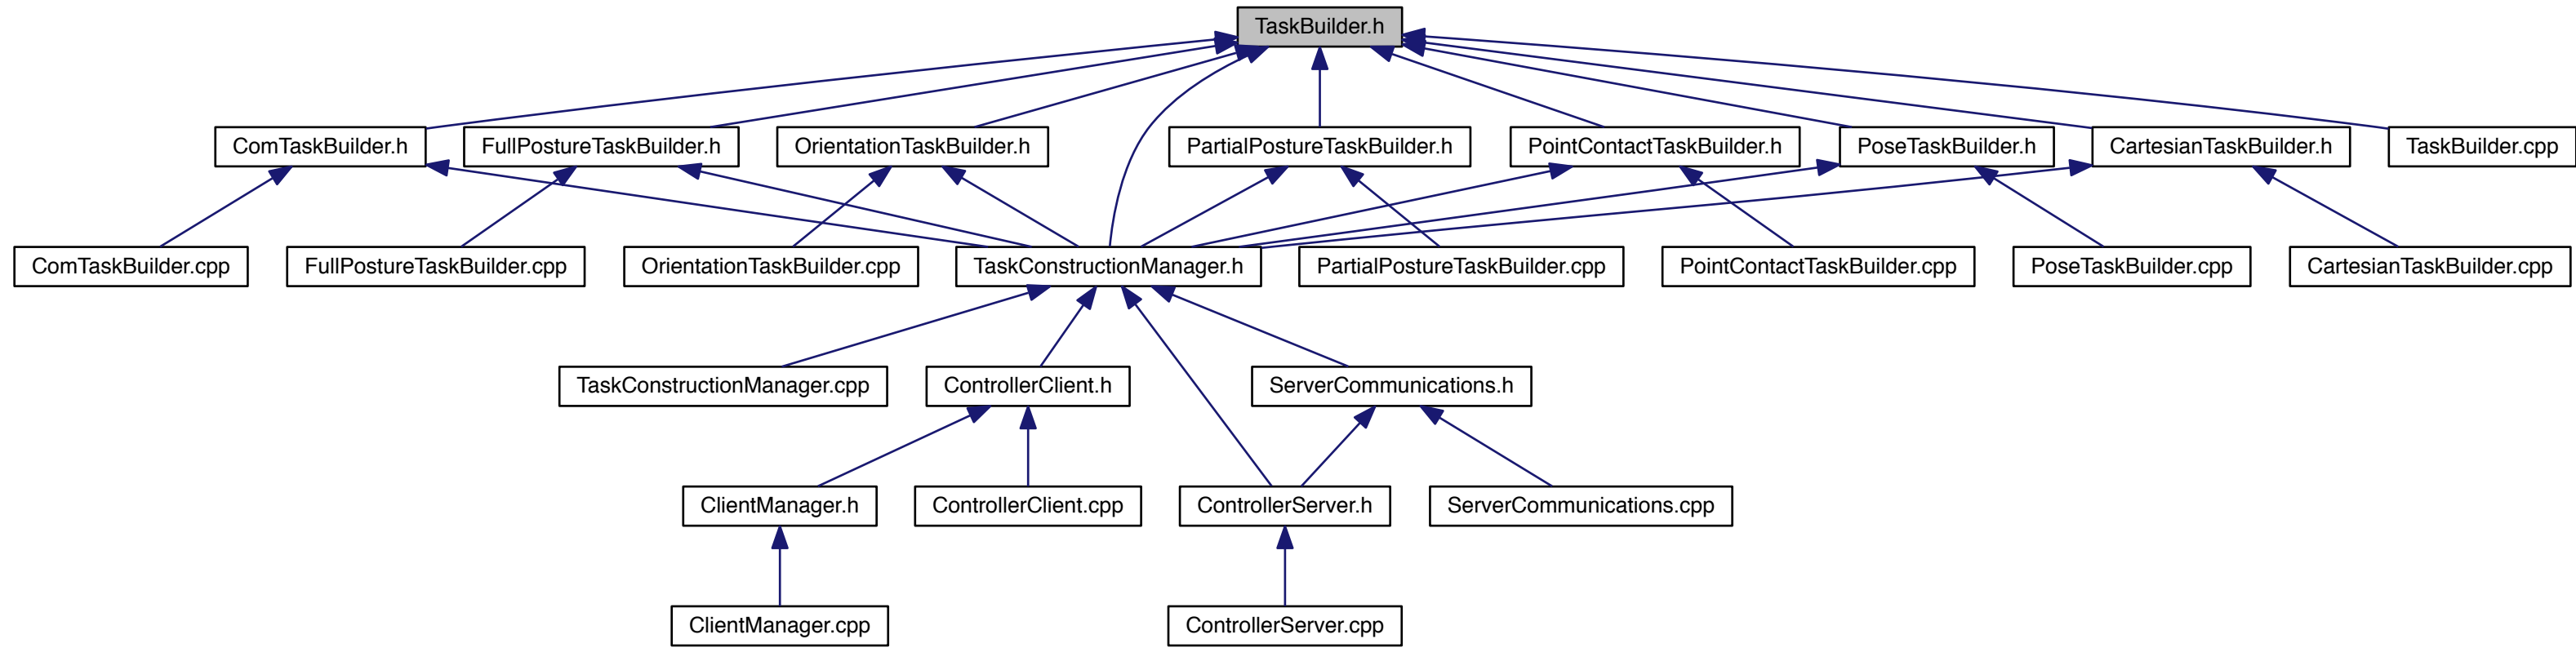 TaskBuilder.h
ComTaskBuilder.h
FullPostureTaskBuilder.h
OrientationTaskBuilder.h
PartialPostureTaskBuilder.h
PointContactTaskBuilder.h
PoseTaskBuilder.h
CartesianTaskBuilder.h
TaskBuilder.cpp
ComTaskBuilder.cpp
FullPostureTaskBuilder.cpp
OrientationTaskBuilder.cpp
TaskConstructionManager.h
PartialPostureTaskBuilder.cpp
PointContactTaskBuilder.cpp
PoseTaskBuilder.cpp
CartesianTaskBuilder.cpp
TaskConstructionManager.cpp
ControllerClient.h
ServerCommunications.h
ClientManager.h
ControllerClient.cpp
ControllerServer.h
ServerCommunications.cpp
ClientManager.cpp
ControllerServer.cpp